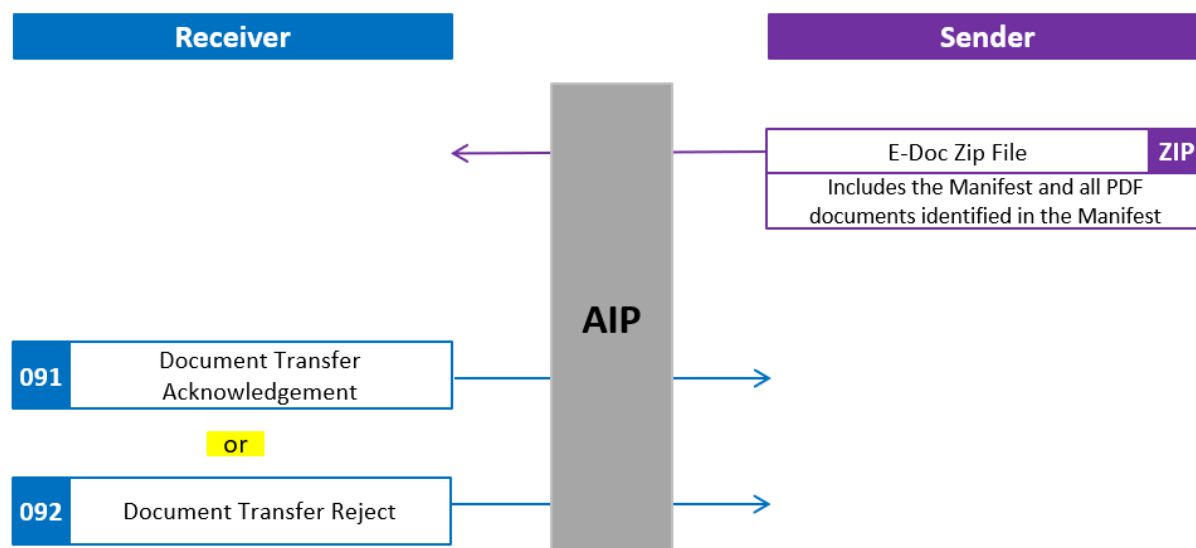 Receiver
Sender
E-Doc Zip File
ZIP
Includes the Manifest and all PDF
documents identified in the Manifest
AIP
091
Document Transfer
Acknowledgement
or
092
Document Transfer Reject